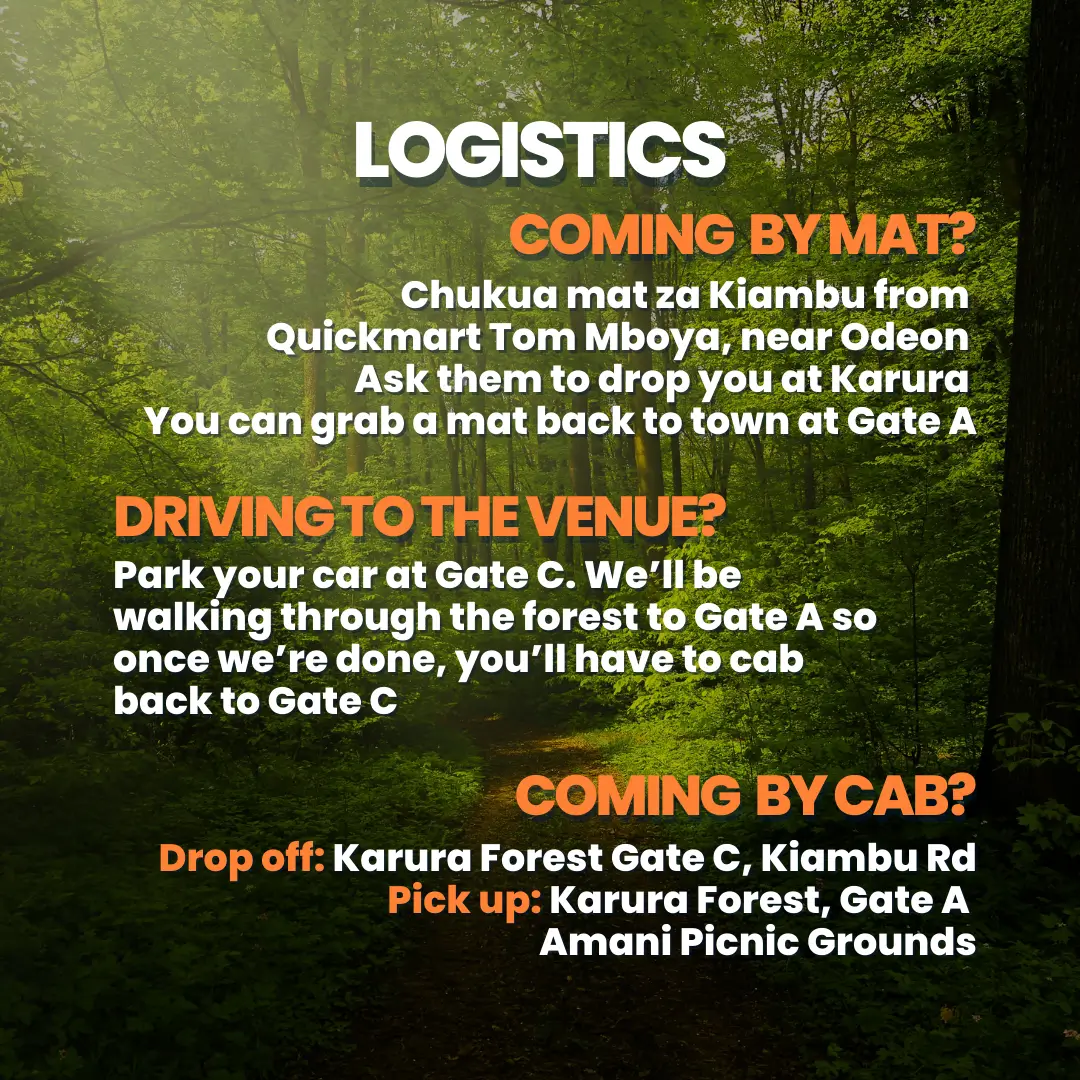 LOGISTICS
COMING BY MAT?
Chukua mat za Kiambu from
Quickmart Tom Mboya, near Odeon
Ask them to drop you at Karura
You can grab a mat back to town at Gate A
DRIVING TO THE VENUE?
Park your car at Gate C. We’ll be
walking through the forest to Gate A so
once we’re done, you’ll have to cab
back to Gate C
COMING BY CAB?
Drop off: Karura Forest Gate C, Kiambu Rd
Pick up: Karura Forest, Gate A
Amani Picnic Grounds